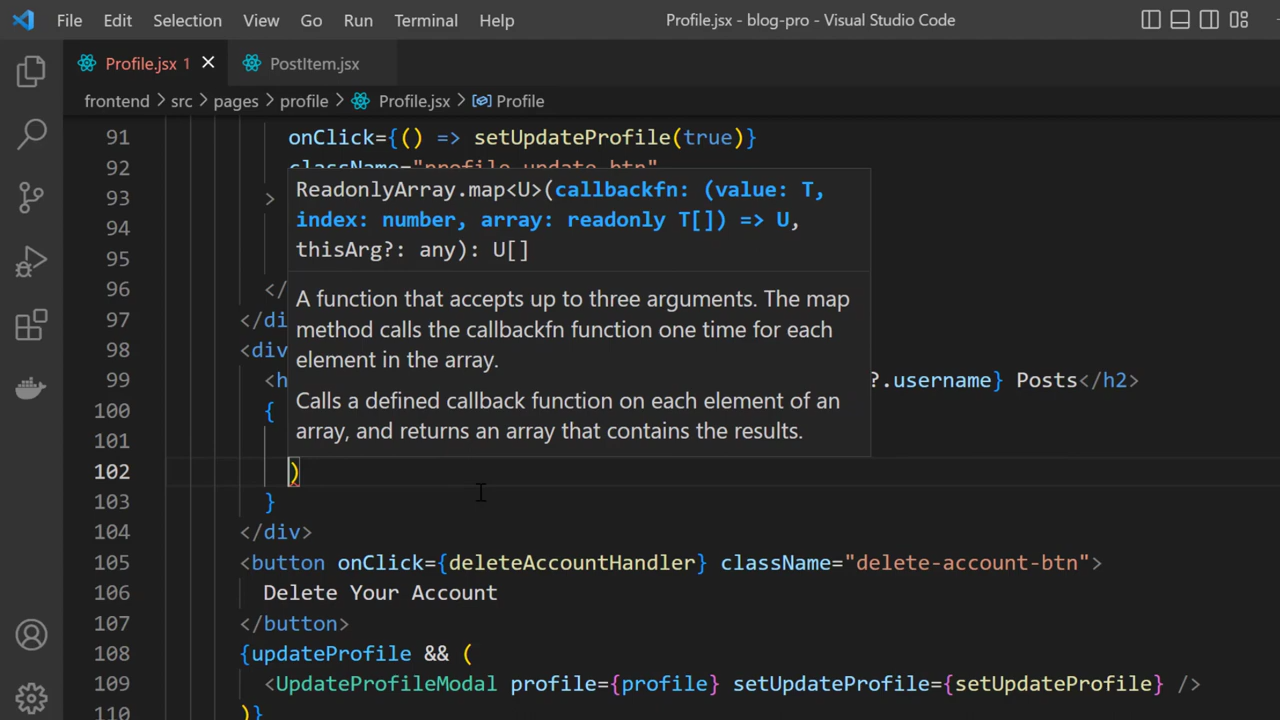 File Edit Selection View Go Run Terminal Help Profile.jsx - blog-pro - Visual Studio Code
Profile.jsx 1 PostItem.jsx
frontend > src > pages > profile > Profile.jsx > Profile
91 onClick={() => setUpdateProfile(true)}
92 className="profile-update-btn"
ReadonlyArray.map<U>(callbackfn: (value: T,
93 >
index: number, array: readonly T[]) => U,
94
thisArg?: any): U[]
95
96 </
A function that accepts up to three arguments. The map
97 </di
method calls the callbackfn function one time for each
98 <div
element in the array.
99 <h ?.username} Posts</h2>
100 {
Calls a defined callback function on each element of an
101
array, and returns an array that contains the results.
102 )
103 }
104 </div>
105 <button onClick={deleteAccountHandler} className="delete-account-btn">
106 Delete Your Account
107 </button>
108 {updateProfile && (
109 <UpdateProfileModal profile={profile} setUpdateProfile={setUpdateProfile} />
110 )}